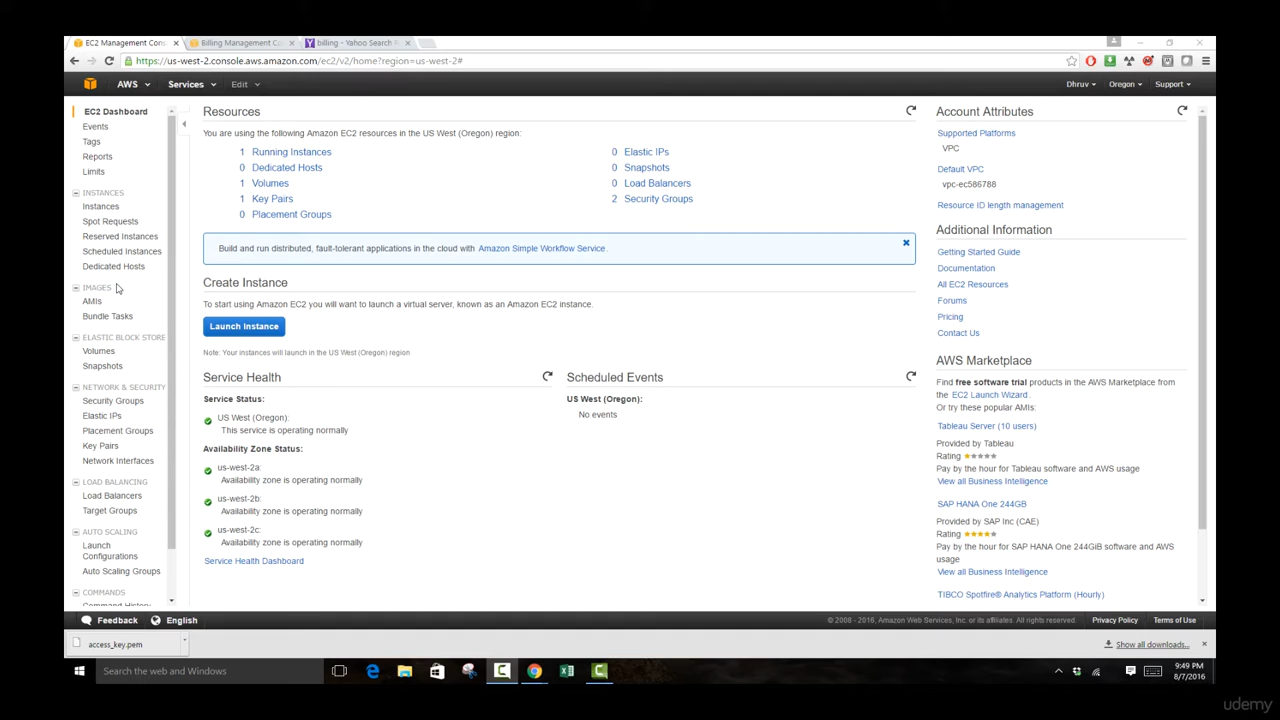 EC2 Management Cons
Billing Management Co
billing - Yahoo Search R
https://us-west-2.console.aws.amazon.com/ec2/v2/home?region=us-west-2#
AWS Services Edit Dhruv Oregon Support
EC2 Dashboard
Events
Tags
Reports
Limits
INSTANCES
Instances
Spot Requests
Reserved Instances
Scheduled Instances
Dedicated Hosts
IMAGES
AMIs
Bundle Tasks
ELASTIC BLOCK STORE
Volumes
Snapshots
NETWORK & SECURITY
Security Groups
Elastic IPs
Placement Groups
Key Pairs
Network Interfaces
LOAD BALANCING
Load Balancers
Target Groups
AUTO SCALING
Launch
Configurations
Auto Scaling Groups
COMMANDS
Command History
Resources
You are using the following Amazon EC2 resources in the US West (Oregon) region:
1 Running Instances
0 Dedicated Hosts
1 Volumes
1 Key Pairs
0 Placement Groups
0 Elastic IPs
0 Snapshots
0 Load Balancers
2 Security Groups
Build and run distributed, fault-tolerant applications in the cloud with Amazon Simple Workflow Service.
Create Instance
To start using Amazon EC2 you will want to launch a virtual server, known as an Amazon EC2 instance.
Launch Instance
Note: Your instances will launch in the US West (Oregon) region
Service Health
Service Status:
US West (Oregon):
This service is operating normally
Availability Zone Status:
us-west-2a:
Availability zone is operating normally
us-west-2b:
Availability zone is operating normally
us-west-2c:
Availability zone is operating normally
Service Health Dashboard
Scheduled Events
US West (Oregon):
No events
Account Attributes
Supported Platforms
VPC
Default VPC
vpc-ec586788
Resource ID length management
Additional Information
Getting Started Guide
Documentation
All EC2 Resources
Forums
Pricing
Contact Us
AWS Marketplace
Find free software trial products in the AWS Marketplace from
the EC2 Launch Wizard.
Or try these popular AMIs:
Tableau Server (10 users)
Provided by Tableau
Rating
Pay by the hour for Tableau software and AWS usage
View all Business Intelligence
SAP HANA One 244GB
Provided by SAP Inc (CAE)
Rating
Pay by the hour for SAP HANA One 244GiB software and AWS
usage
View all Business Intelligence
TIBCO Spotfire® Analytics Platform (Hourly)
Feedback English
© 2008 - 2016, Amazon Web Services, Inc. or its affiliates. All rights reserved. Privacy Policy Terms of Use
access_key.pem
Show all downloads...
Search the web and Windows
9:49 PM
8/7/2016
udemy